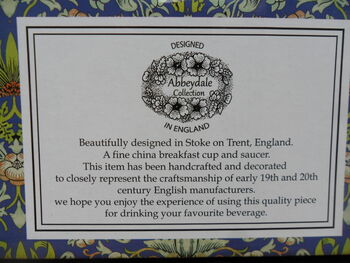 DESIGNED
Abbeydale
Collection
IN ENGLAND
Beautifully designed in Stoke on Trent, England.
A fine china breakfast cup and saucer.
This item has been handcrafted and decorated
to closely represent the craftsmanship of early 19th and 20th
century English manufacturers.
we hope you enjoy the experience of using this quality piece
for drinking your favourite beverage.